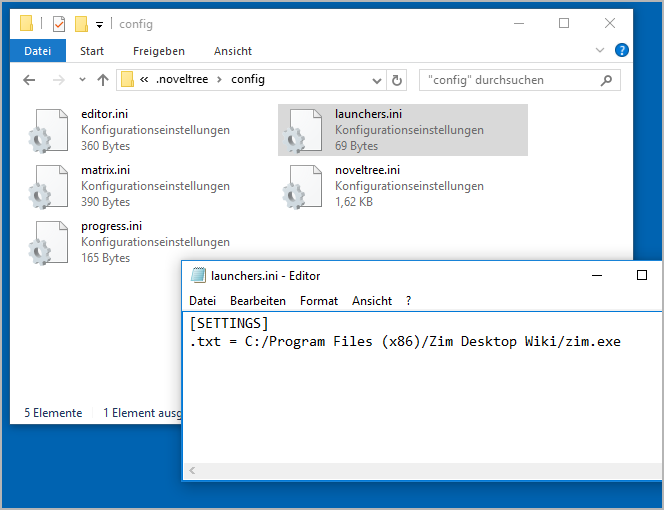 config
Datei Start Freigeben Ansicht
« .noveltree › config
"config" durchsuchen
editor.ini
Konfigurationseinstellungen
360 Bytes
launchers.ini
Konfigurationseinstellungen
69 Bytes
matrix.ini
Konfigurationseinstellungen
390 Bytes
noveltree.ini
Konfigurationseinstellungen
1,62 KB
progress.ini
Konfigurationseinstellungen
165 Bytes
launchers.ini - Editor
Datei Bearbeiten Format Ansicht ?
[SETTINGS]
.txt = C:/Program Files (x86)/Zim Desktop Wiki/zim.exe
5 Elemente 1 Element